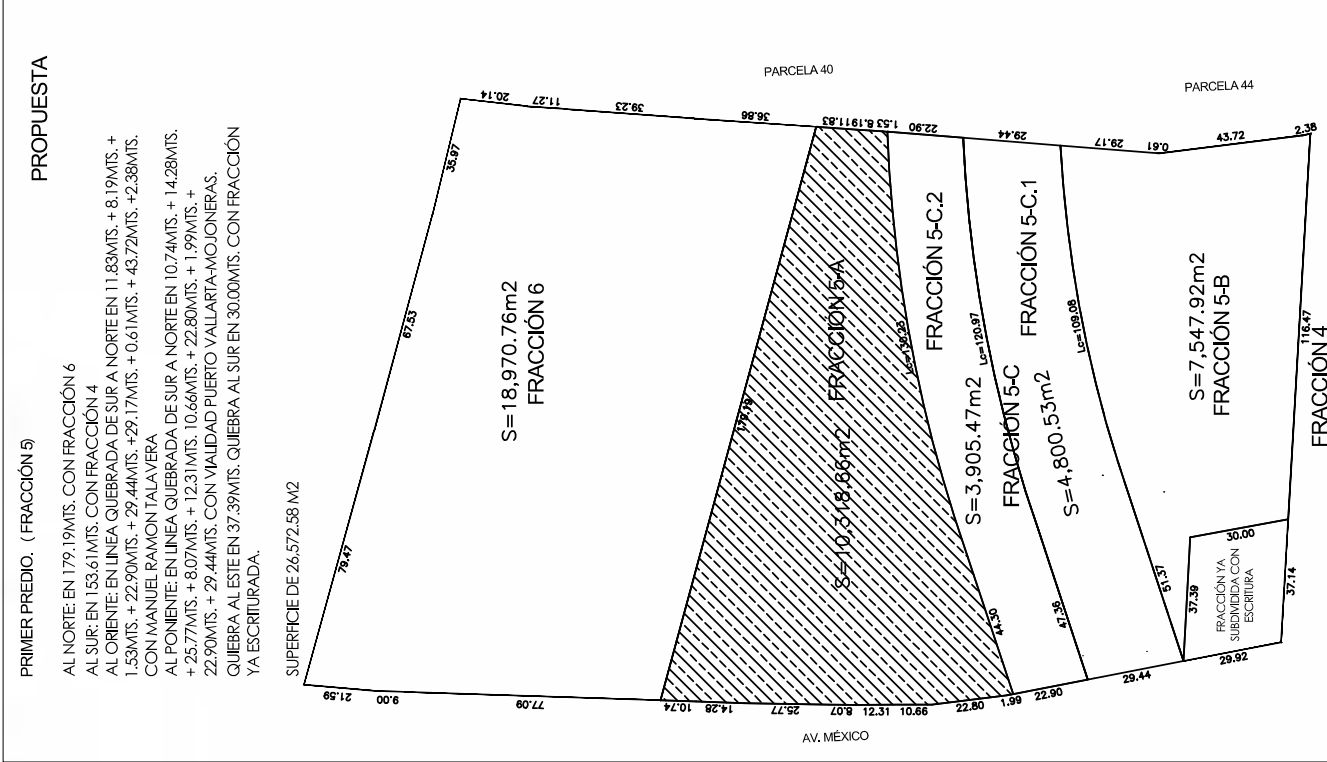 PROPUESTA
PRIMER PREDIO. ( FRACCIÓN 5)
AL NORTE: EN 179.19MTS. CON FRACCIÓN 6
AL SUR: EN 153.61MTS. CON FRACCIÓN 4
AL ORIENTE: EN LINEA QUEBRADA DE SUR A NORTE EN 11.83MTS. + 8.19MTS. +
1.53MTS. + 22.90MTS. + 29.44MTS. +29.17MTS. + 0.61MTS. + 43.72MTS. +2.38MTS.
CON MANUEL RAMON TALAVERA
AL PONIENTE: EN LINEA QUEBRADA DE SUR A NORTE EN 10.74MTS. + 14.28MTS.
+ 25.77MTS. + 8.07MTS. + 12.31MTS. 10.66MTS. + 22.80MTS. + 1.99MTS. +
22.90MTS. + 29.44MTS. CON VIALIDAD PUERTO VALLARTA-MOJONERAS.
QUIEBRA AL ESTE EN 37.39MTS. QUIEBRA AL SUR EN 30.00MTS. CON FRACCIÓN
YA ESCRITURADA.
SUPERFICIE DE 26,572.58 M2
PARCELA 40
PARCELA 44
20.14
11.27
39.23
36.86
11.83
8.19
1.53
22.90
29.44
29.17
0.61
43.72
2.38
35.97
67.53
79.47
S=18,970.76m2
FRACCIÓN 6
179.19
S=10,318.66m2 FRACCIÓN 5-A
Lc=130.23
44.30
FRACCIÓN 5-C.2
S=3,905.47m2
Lc=120.97
47.36
FRACCIÓN 5-C
FRACCIÓN 5-C.1
S=4,800.53m2
Lc=109.08
51.37
S=7,547.92m2
FRACCIÓN 5-B
116.47
FRACCIÓN 4
30.00
37.39
FRACCIÓN YA
SUBDIVIDIDA CON
ESCRITURA
37.14
29.92
21.59
9.00
77.09
10.74
14.28
25.77
8.07
12.31
10.66
22.80
1.99
22.90
29.44
AV. MÉXICO